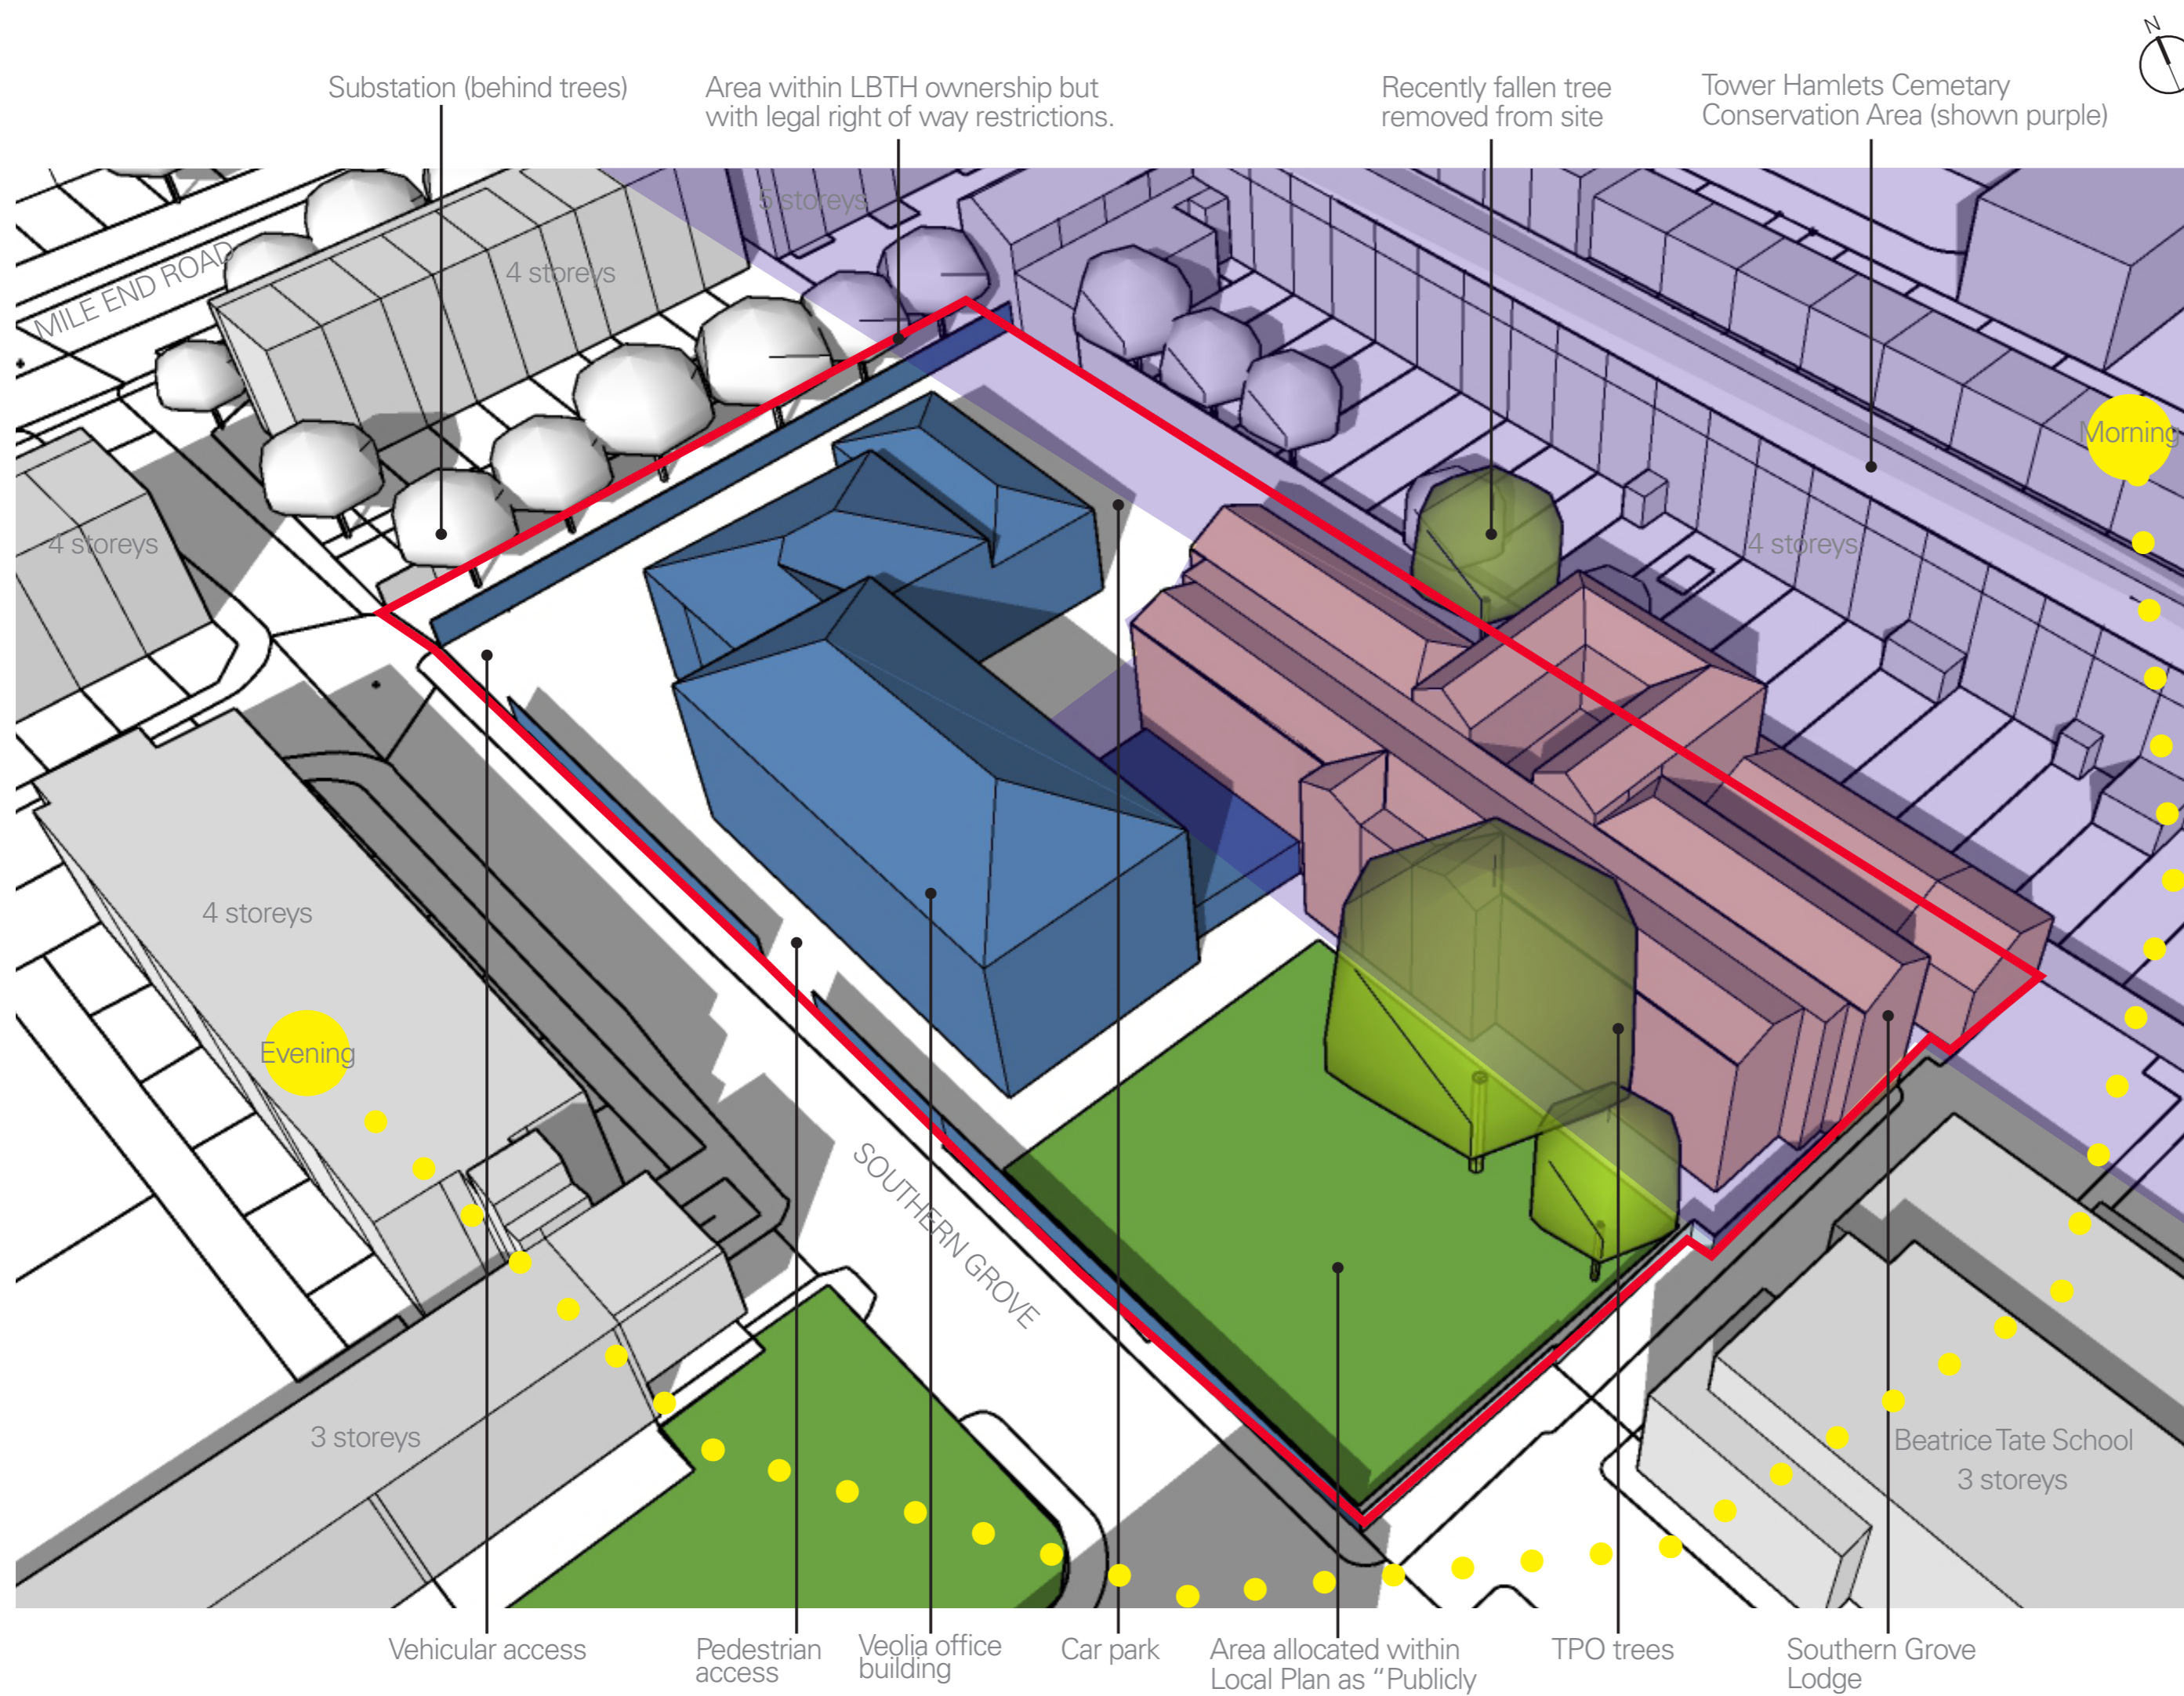 N
Substation (behind trees)
Area within LBTH ownership but
with legal right of way restrictions.
Recently fallen tree
removed from site
Tower Hamlets Cemetary
Conservation Area (shown purple)
5 storeys
MILE END ROAD
4 storeys
Morning
4 storeys
4 storeys
4 storeys
Evening
SOUTHERN GROVE
3 storeys
Beatrice Tate School
3 storeys
Vehicular access
Pedestrian
access
Veolia office
building
Car park
Area allocated within
Local Plan as “Publicly
TPO trees
Southern Grove
Lodge